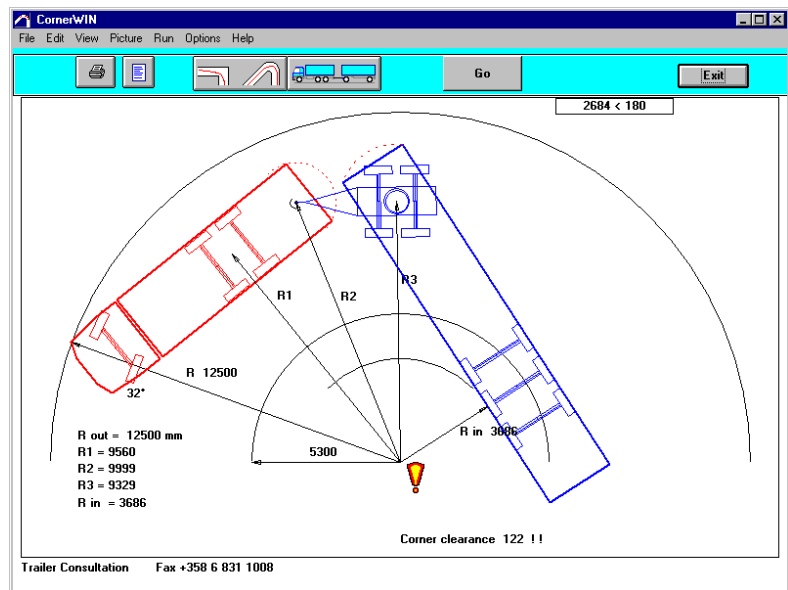 CornerWIN
File Edit View Picture Run Options Help
Go
Exit
2684 < 180
R1
R2
R3
R 12500
32°
R in 3686
5300
R out = 12500 mm
R1 = 9560
R2 = 9999
R3 = 9329
R in = 3686
Corner clearance 122 ! !
Trailer Consultation Fax +358 6 831 1008